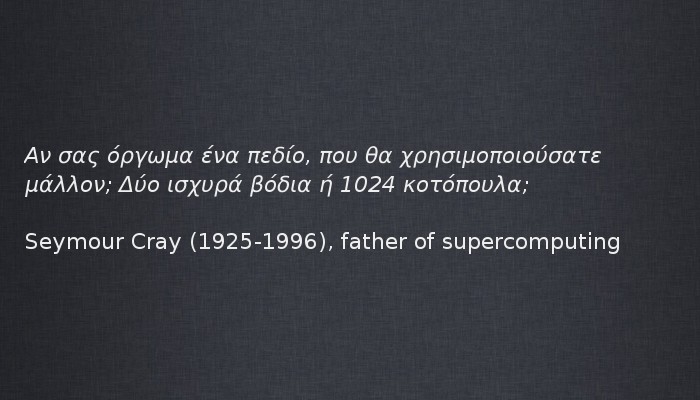 Αν σας όργωμα ένα πεδίο, που θα χρησιμοποιούσατε
μάλλον; Δύο ισχυρά βόδια ή 1024 κοτόπουλα;
Seymour Cray (1925-1996), father of supercomputing